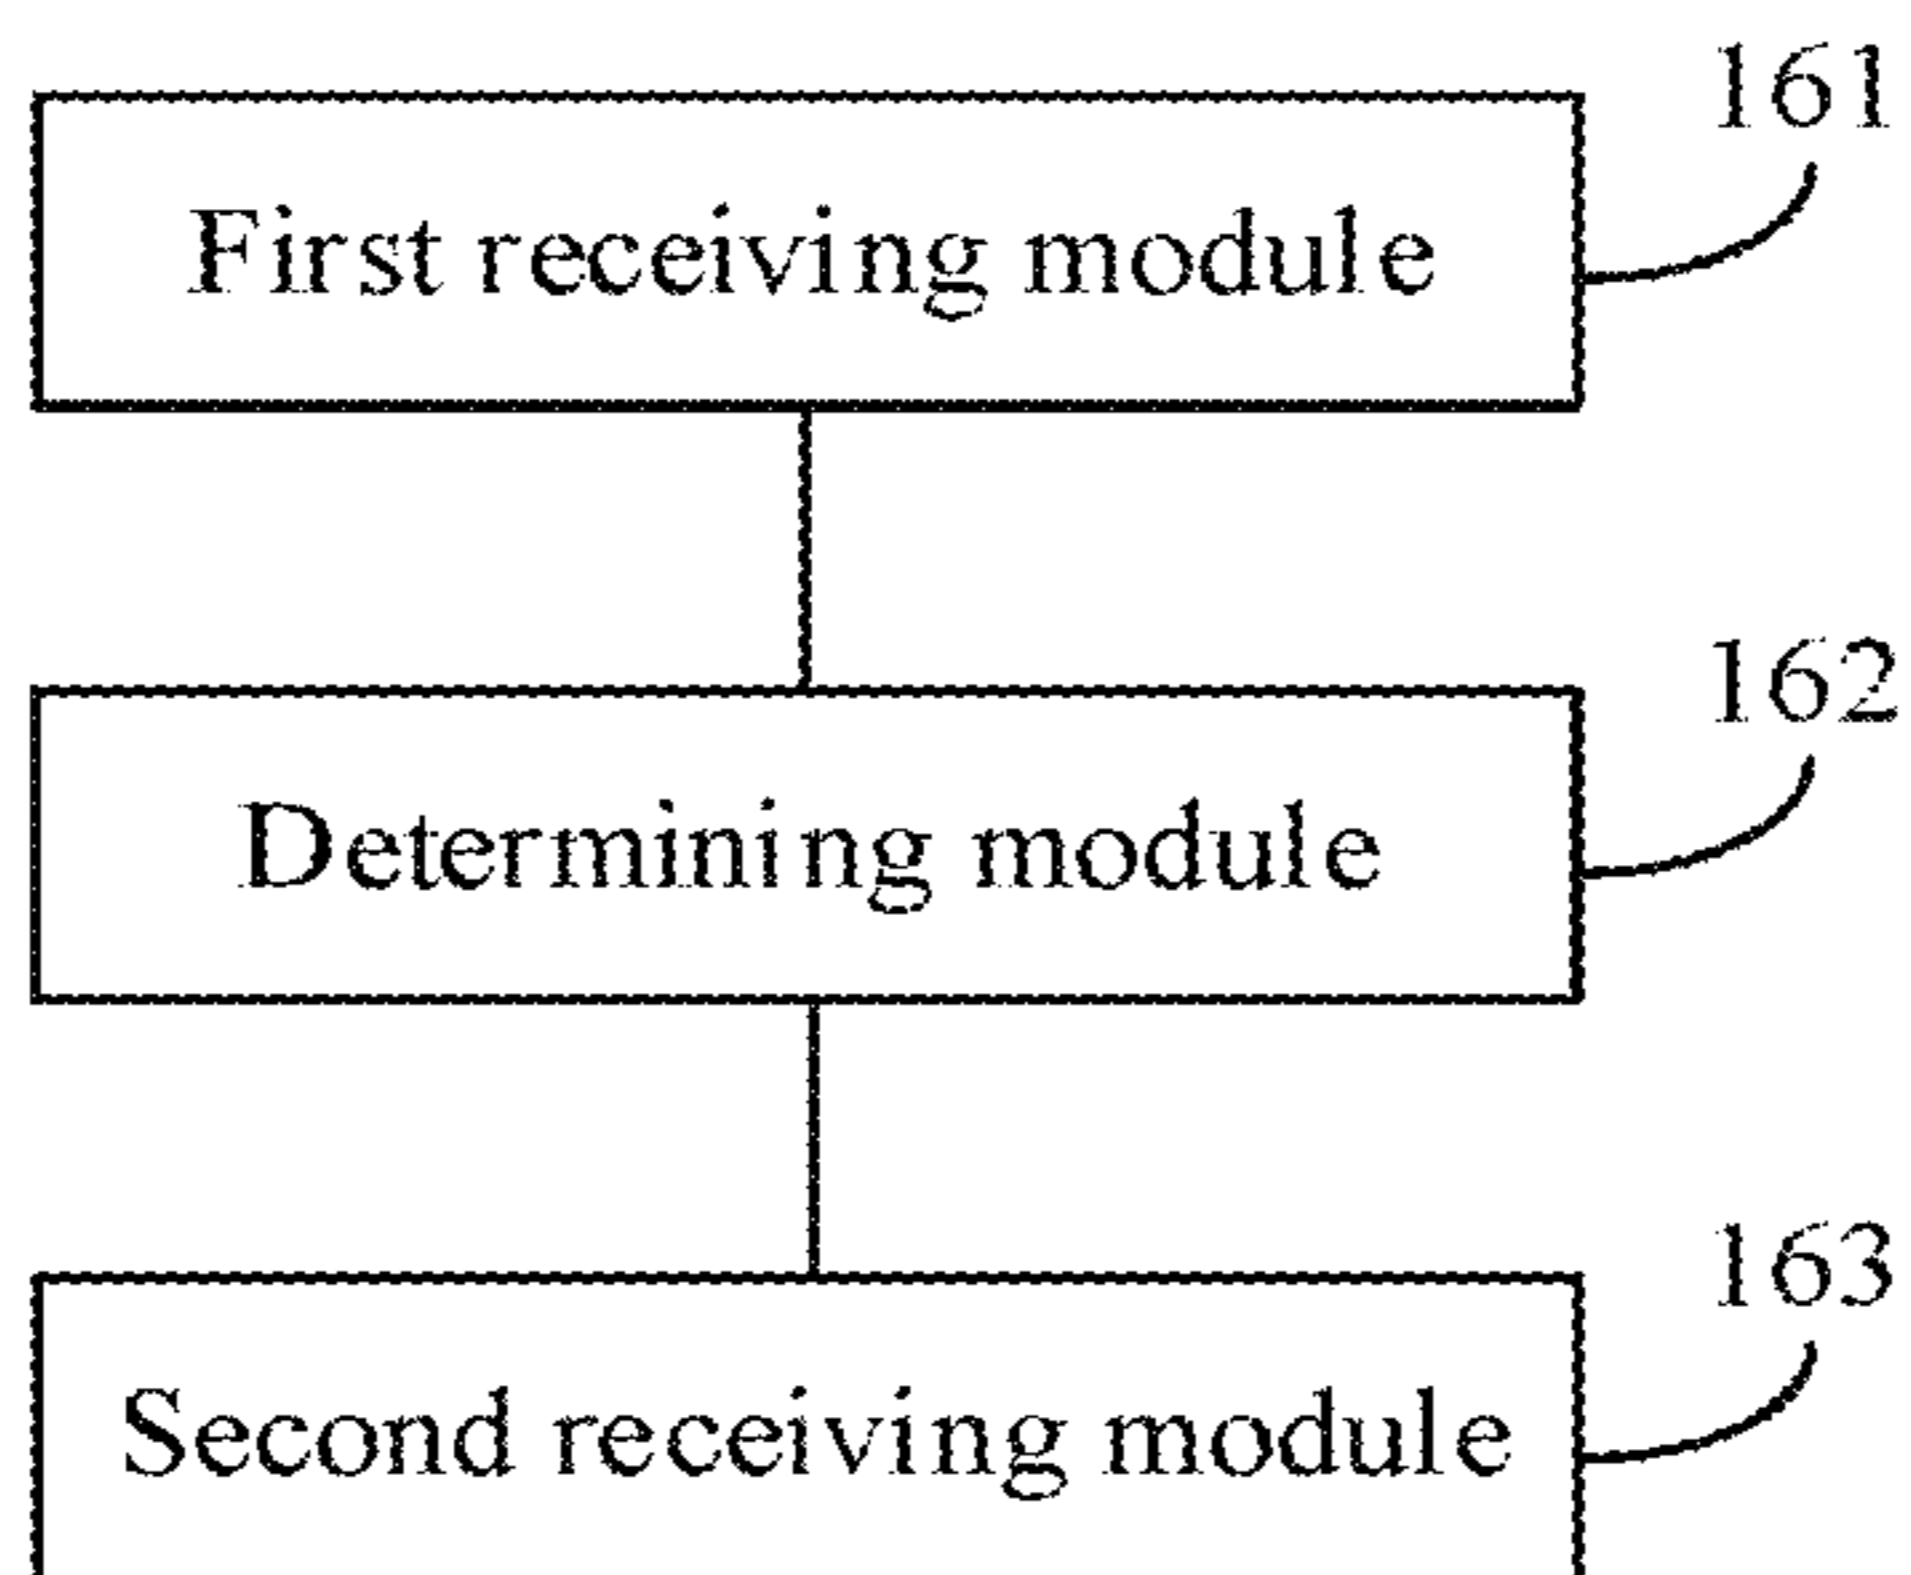 161
First receiving module
162
Determining module
163
Second receiving module